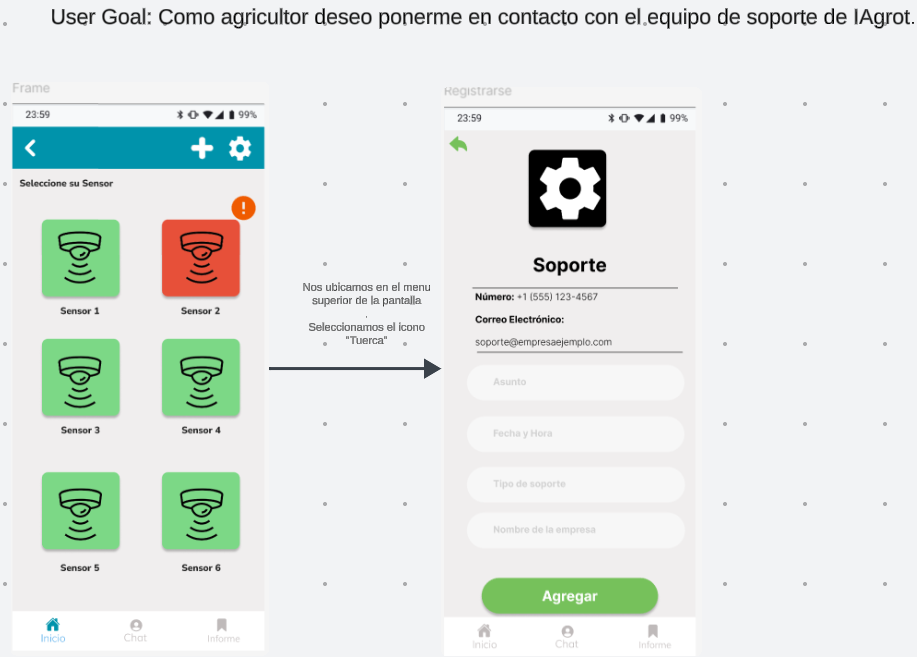 User Goal: Como agricultor deseo ponerme en contacto con el equipo de soporte de IAgrot.
Frame
23:59
99%
Seleccione su Sensor
Sensor 1
Sensor 2
Sensor 3
Sensor 4
Sensor 5
Sensor 6
Inicio
Chat
Informe
Nos ubicamos en el menu
superior de la pantalla
.
Seleccionamos el icono
"Tuerca"
Registrarse
23:59
99%
Soporte
Número: +1 (555) 123-4567
Correo Electrónico:
soporte@empresaejemplo.com
Asunto
Fecha y Hora
Tipo de soporte
Nombre de la empresa
Agregar
Inicio
Chat
Informe